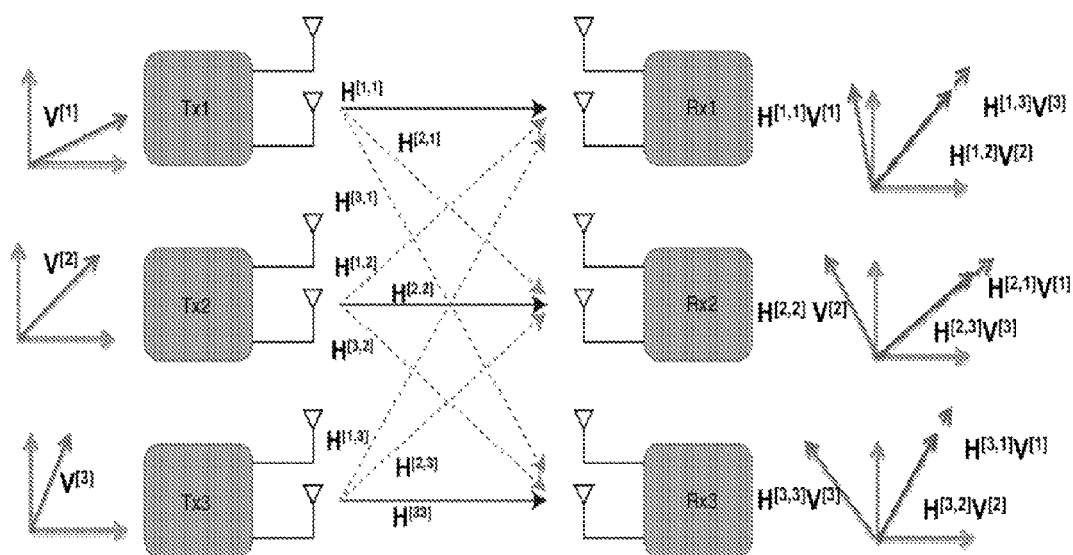 V[1]
Tx1
H[1,1]
H[2,1]
H[3,1]
Rx1
H[1,1]V[1]
H[1,3]V[3]
H[1,2]V[2]
V[2]
Tx2
H[1,2]
H[2,2]
H[3,2]
Rx2
H[2,2] V[2]
H[2,1]V[1]
H[2,3]V[3]
V[3]
Tx3
H[1,3]
H[2,3]
H[33]
Rx3
H[3,3]V[3]
H[3,1]V[1]
H[3,2]V[2]